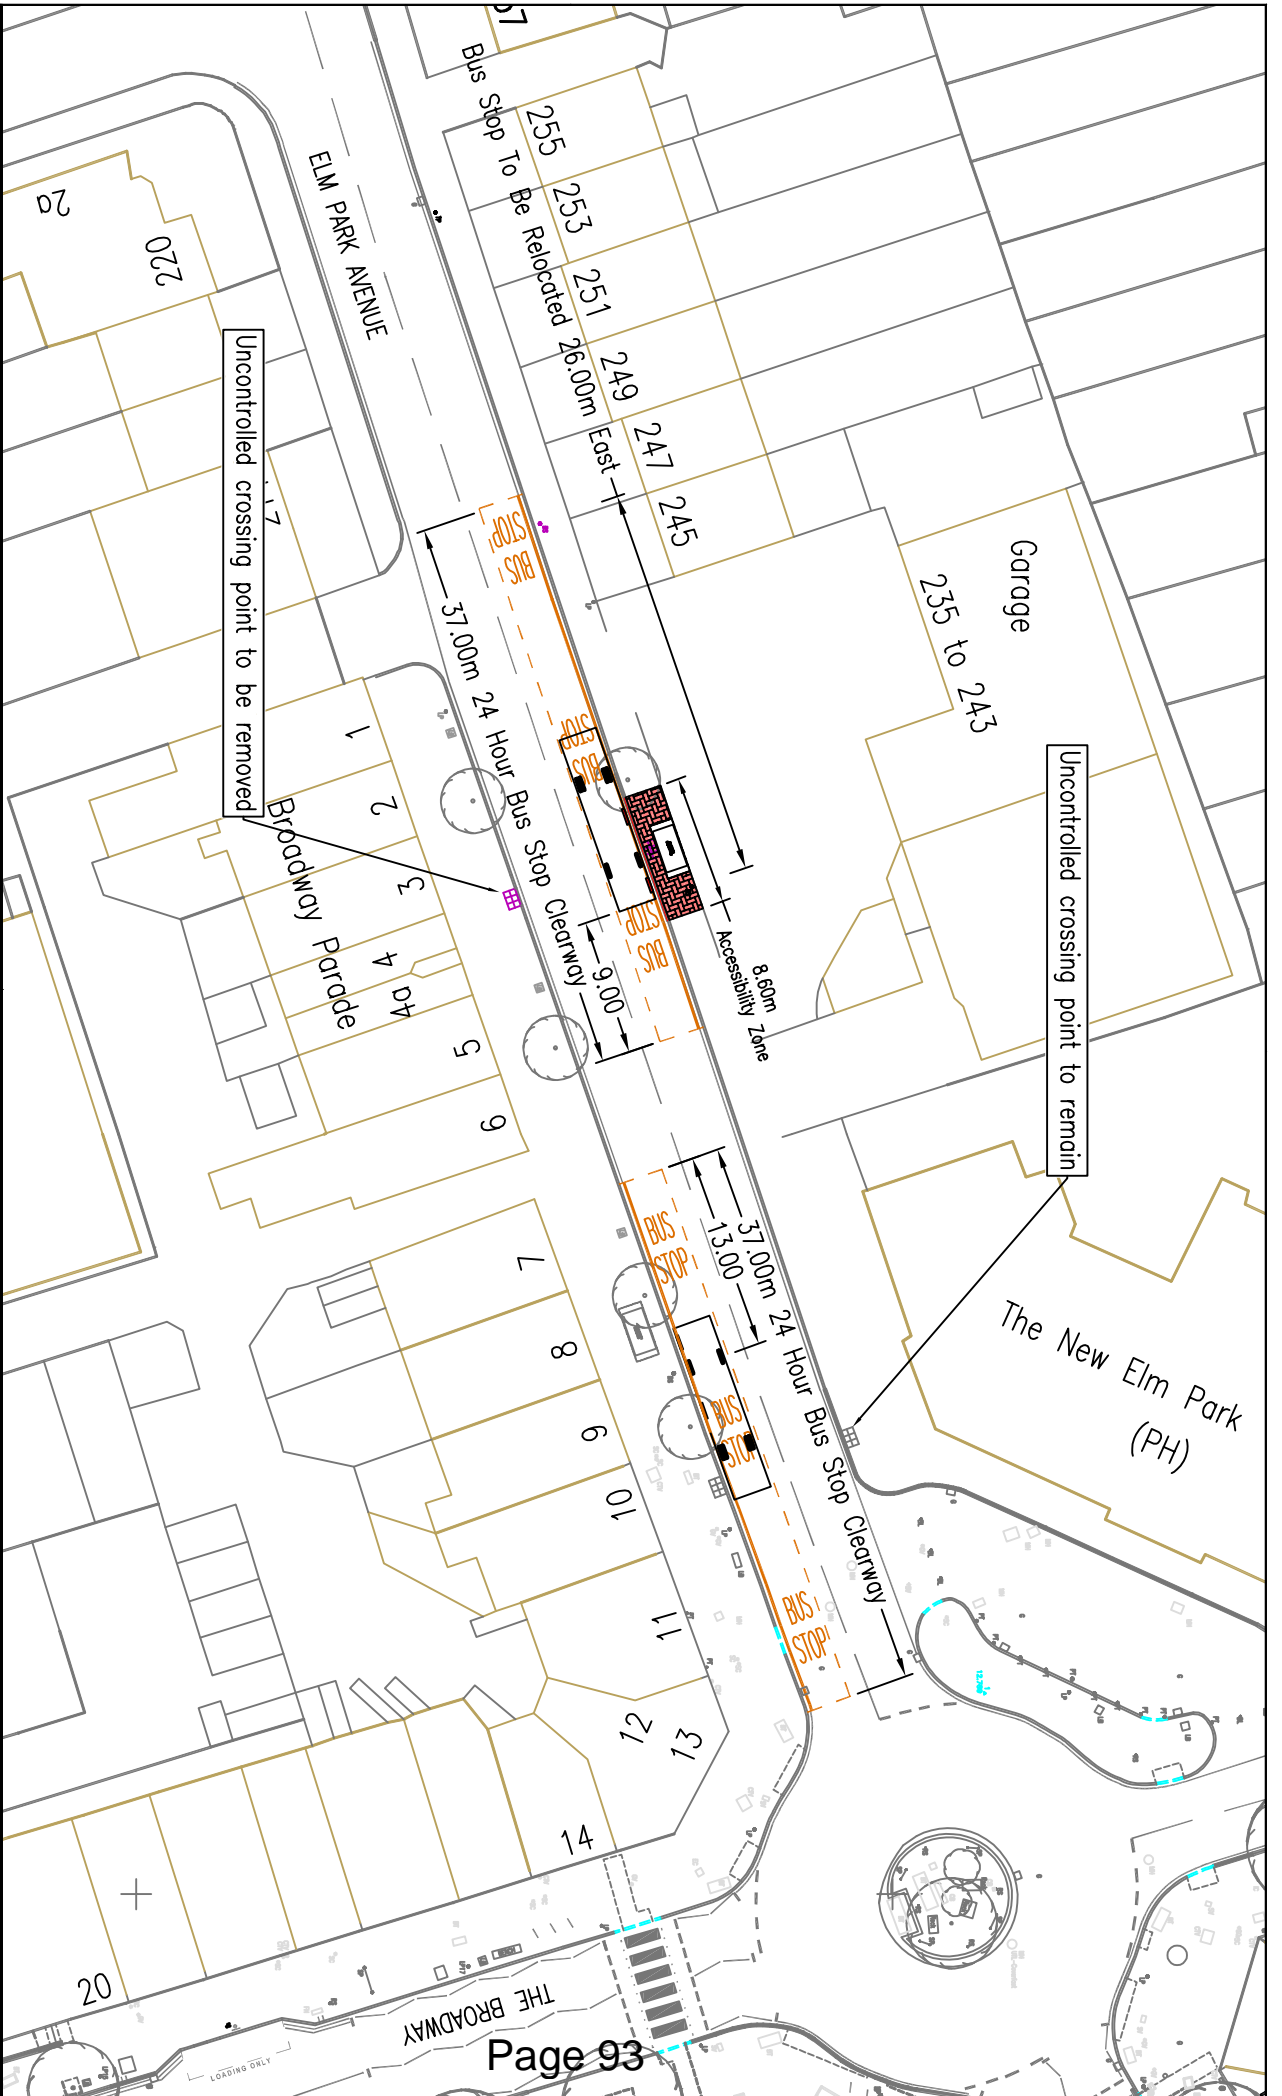 Bus Stop To Be Relocated 26.00m East
255
253
251
249
247
245
Garage
235 to 243
ELM PARK AVENUE
2a
220
Uncontrolled crossing point to be removed
Uncontrolled crossing point to remain
37.00m 24 Hour Bus Stop Clearway
9.00
8.60m
Accessibility Zone
BUS
STOP
BUS
STOP
BUS
STOP
1
2
3
4
4a
5
6
Broadway Parade
37.00m 24 Hour Bus Stop Clearway
13.00
BUS
STOP
BUS
STOP
BUS
STOP
The New Elm Park
(PH)
7
8
9
10
11
12
13
14
20
THE BROADWAY
LOADING ONLY
Page 93